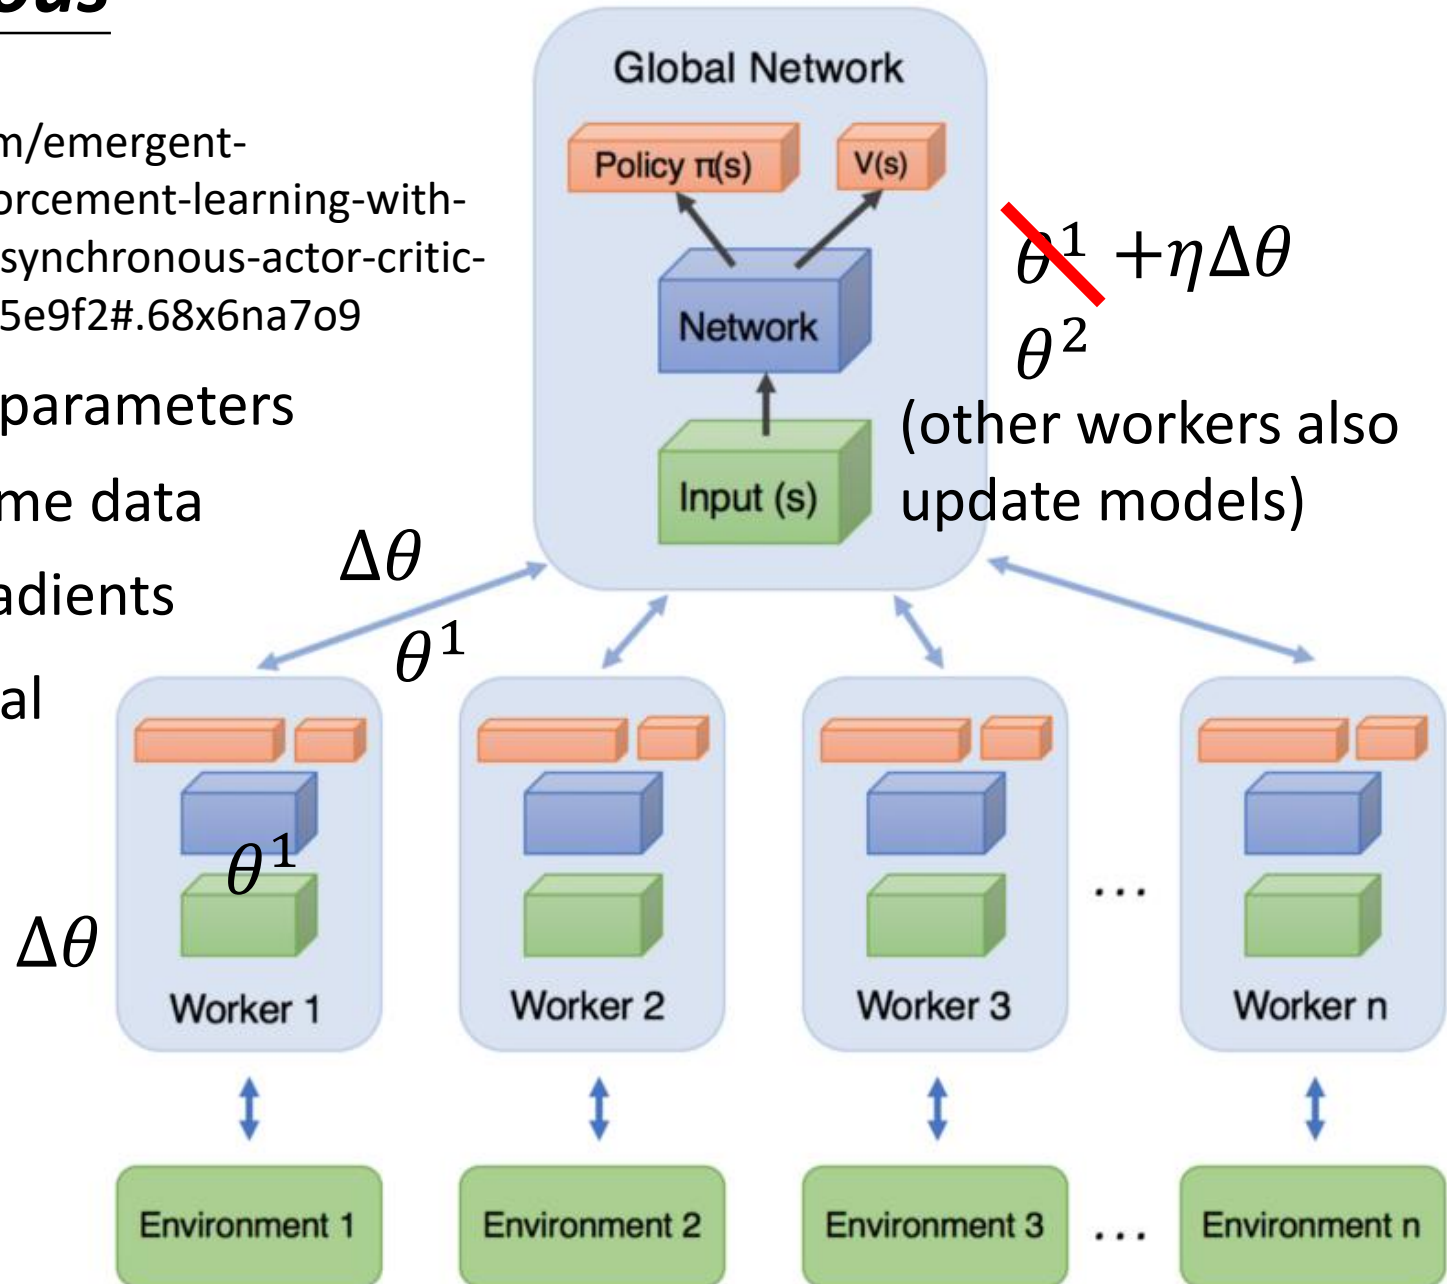 ous
m/emergent-
orcement-learning-with-
synchronous-actor-critic-
5e9f2#.68x6na7o9
parameters
me data
adients
al
Global Network
Policy π(s)
V(s)
Network
Input (s)
θ¹ +ηΔθ
θ²
(other workers also
update models)
Δθ
θ¹
θ¹
Δθ
Worker 1
Worker 2
Worker 3
...
Worker n
Environment 1
Environment 2
Environment 3
...
Environment n